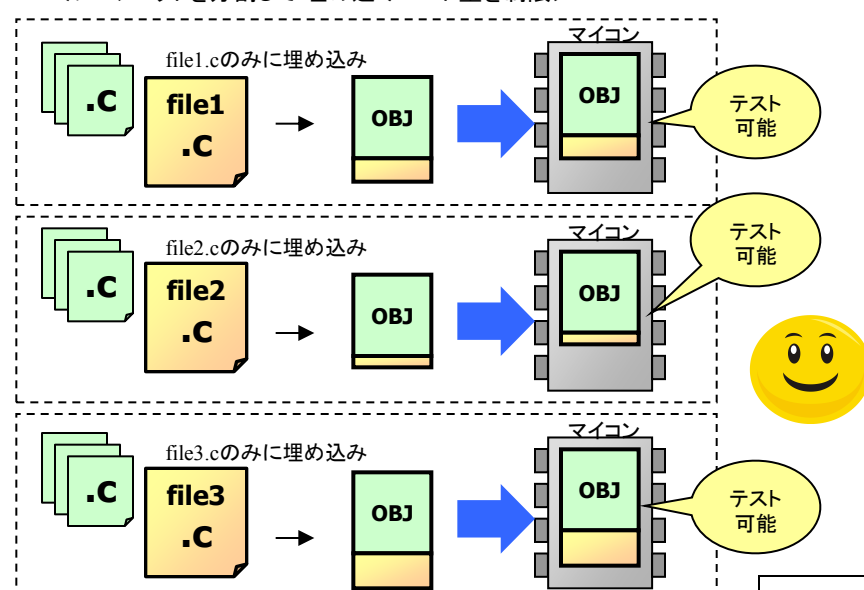 file1.cのみに埋め込み
マイコン
.c
file1
.c
OBJ
OBJ
テスト
可能
file2.cのみに埋め込み
マイコン
.c
file2
.c
OBJ
OBJ
テスト
可能
file3.cのみに埋め込み
マイコン
.c
file3
.c
OBJ
OBJ
テスト
可能